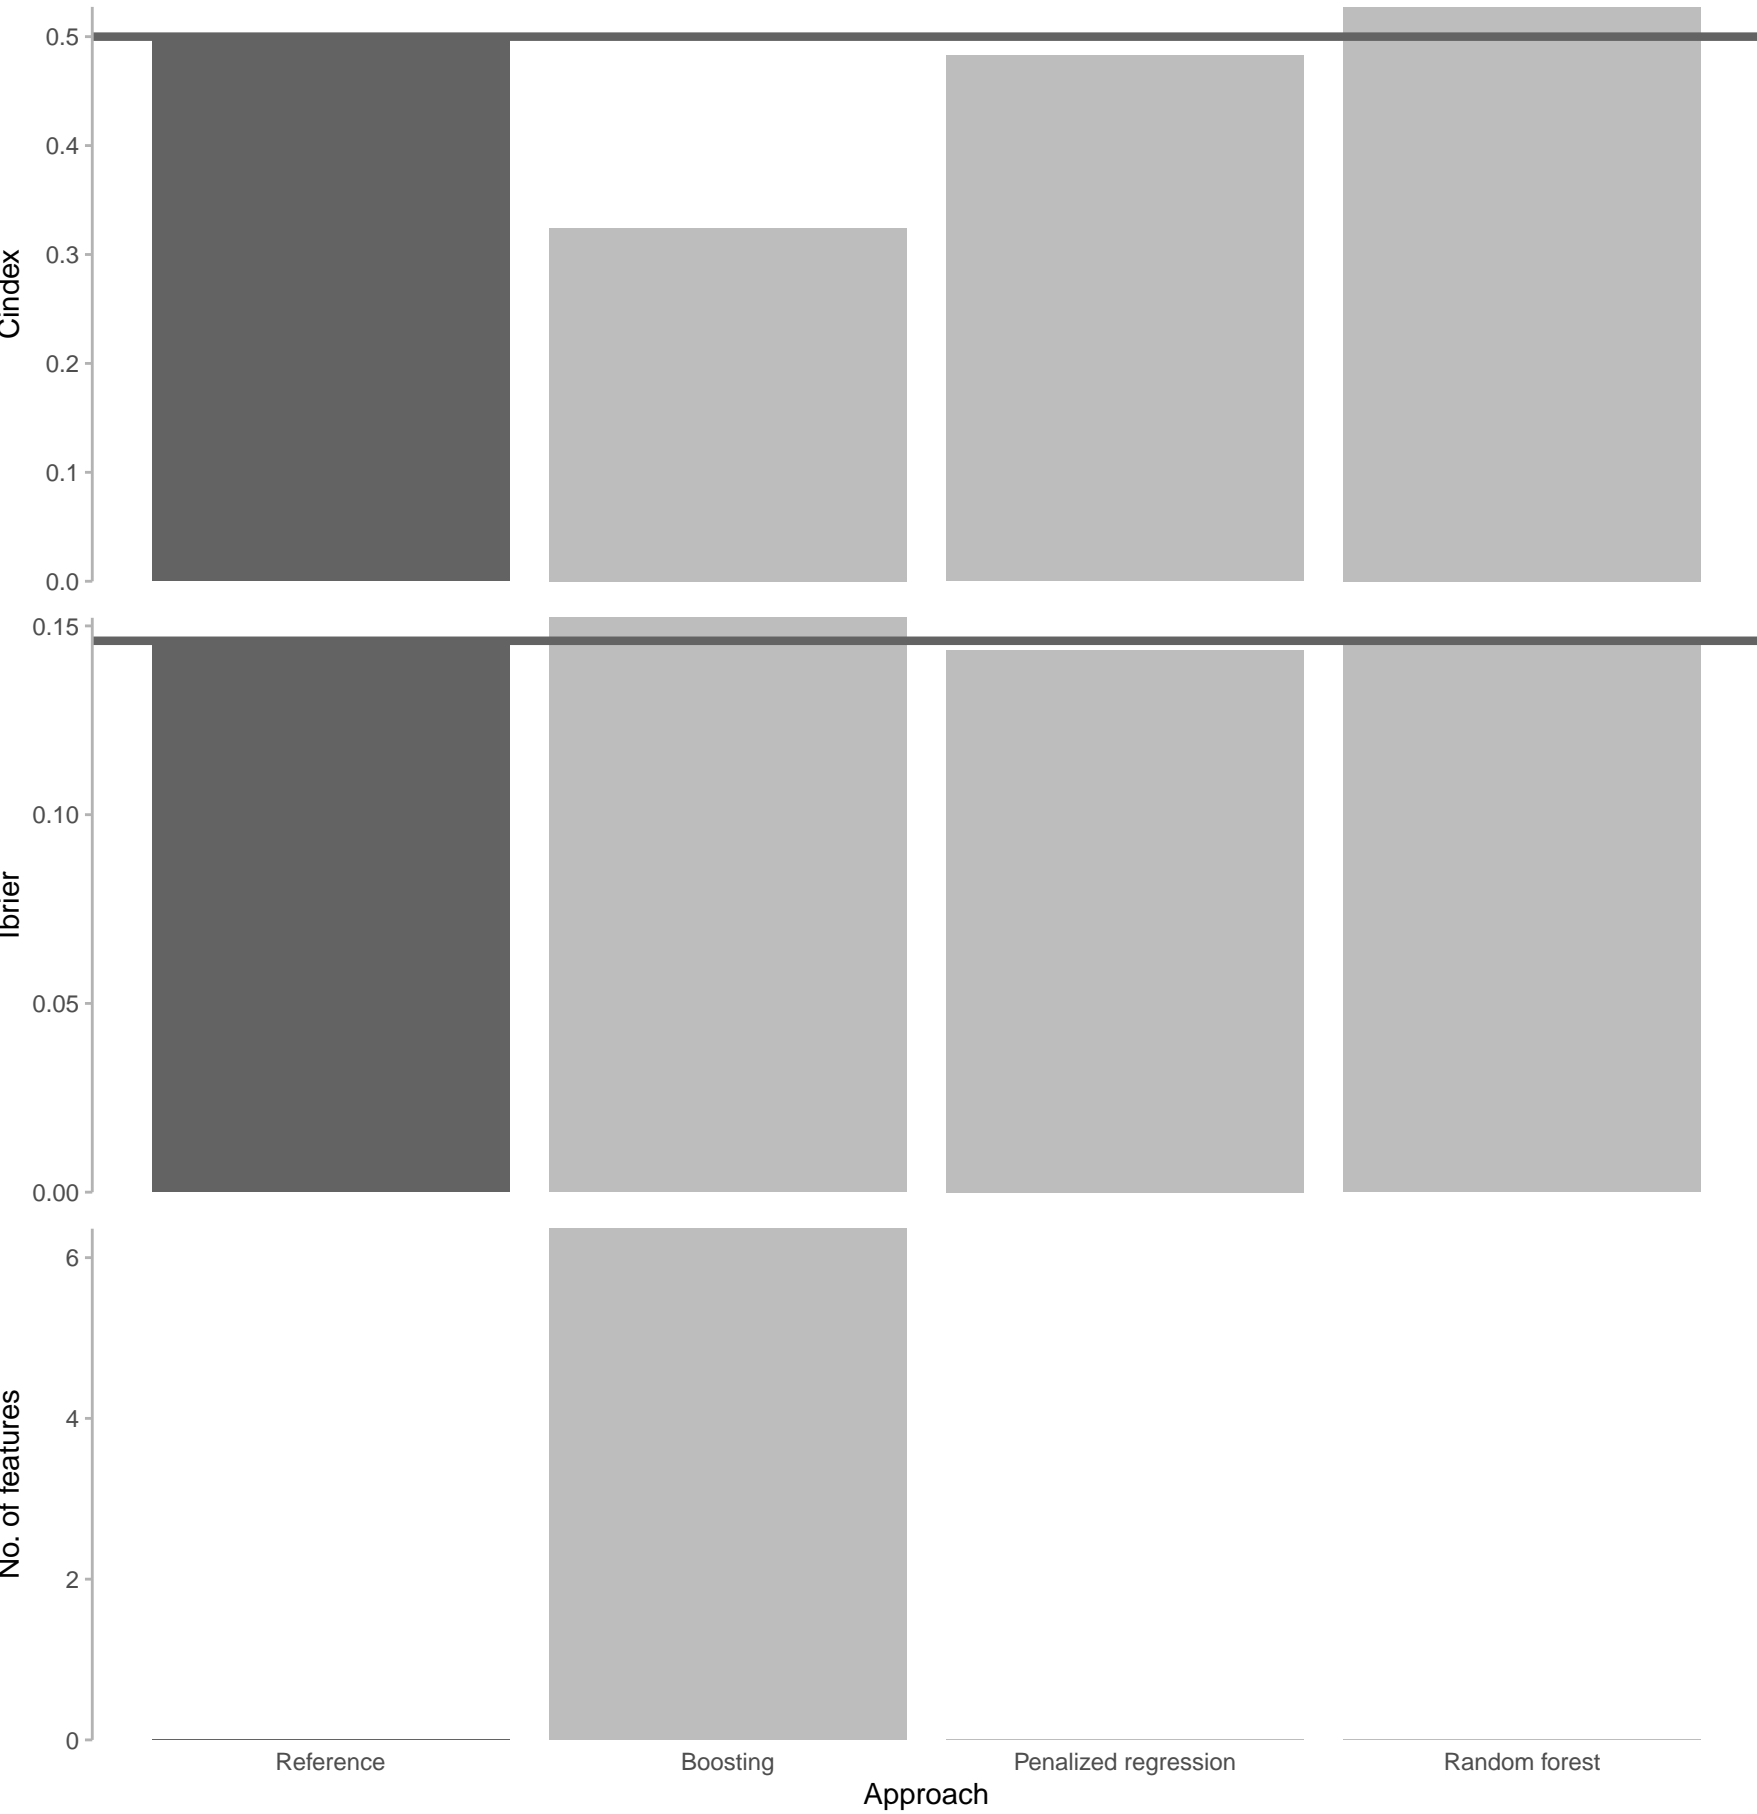 0.5
0.4
0.3
0.2
0.1
0.0
Cindex
0.15
0.10
0.05
0.00
Ibrier
6
4
2
0
No. of features
Reference
Boosting
Penalized regression
Random forest
Approach